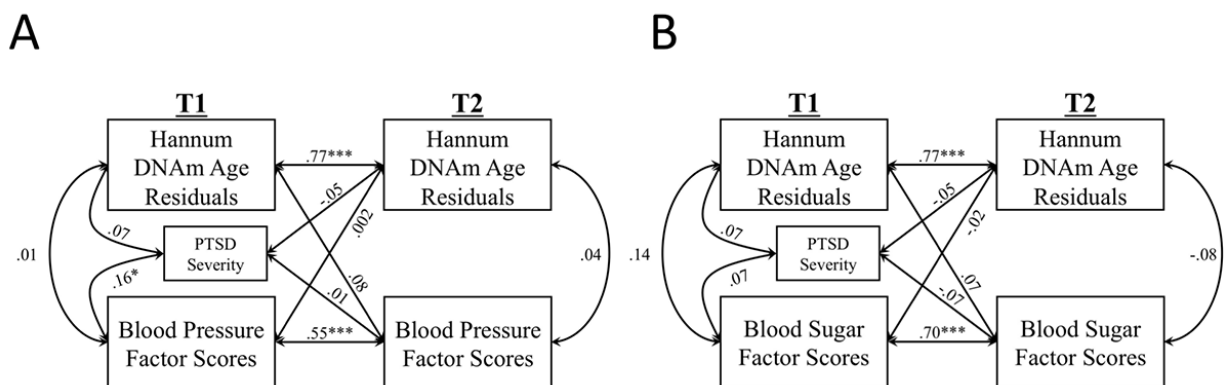 A
T1
T2
Hannum
DNAm Age
Residuals
Hannum
DNAm Age
Residuals
.77***
-.05
.002
.07
PTSD
Severity
.01
.04
.16*
.08
.01
Blood Pressure
Factor Scores
.55***
Blood Pressure
Factor Scores
B
T1
T2
Hannum
DNAm Age
Residuals
Hannum
DNAm Age
Residuals
.77***
-.05
-.02
.07
PTSD
Severity
.14
-.08
.07
.07
-.07
Blood Sugar
Factor Scores
.70***
Blood Sugar
Factor Scores